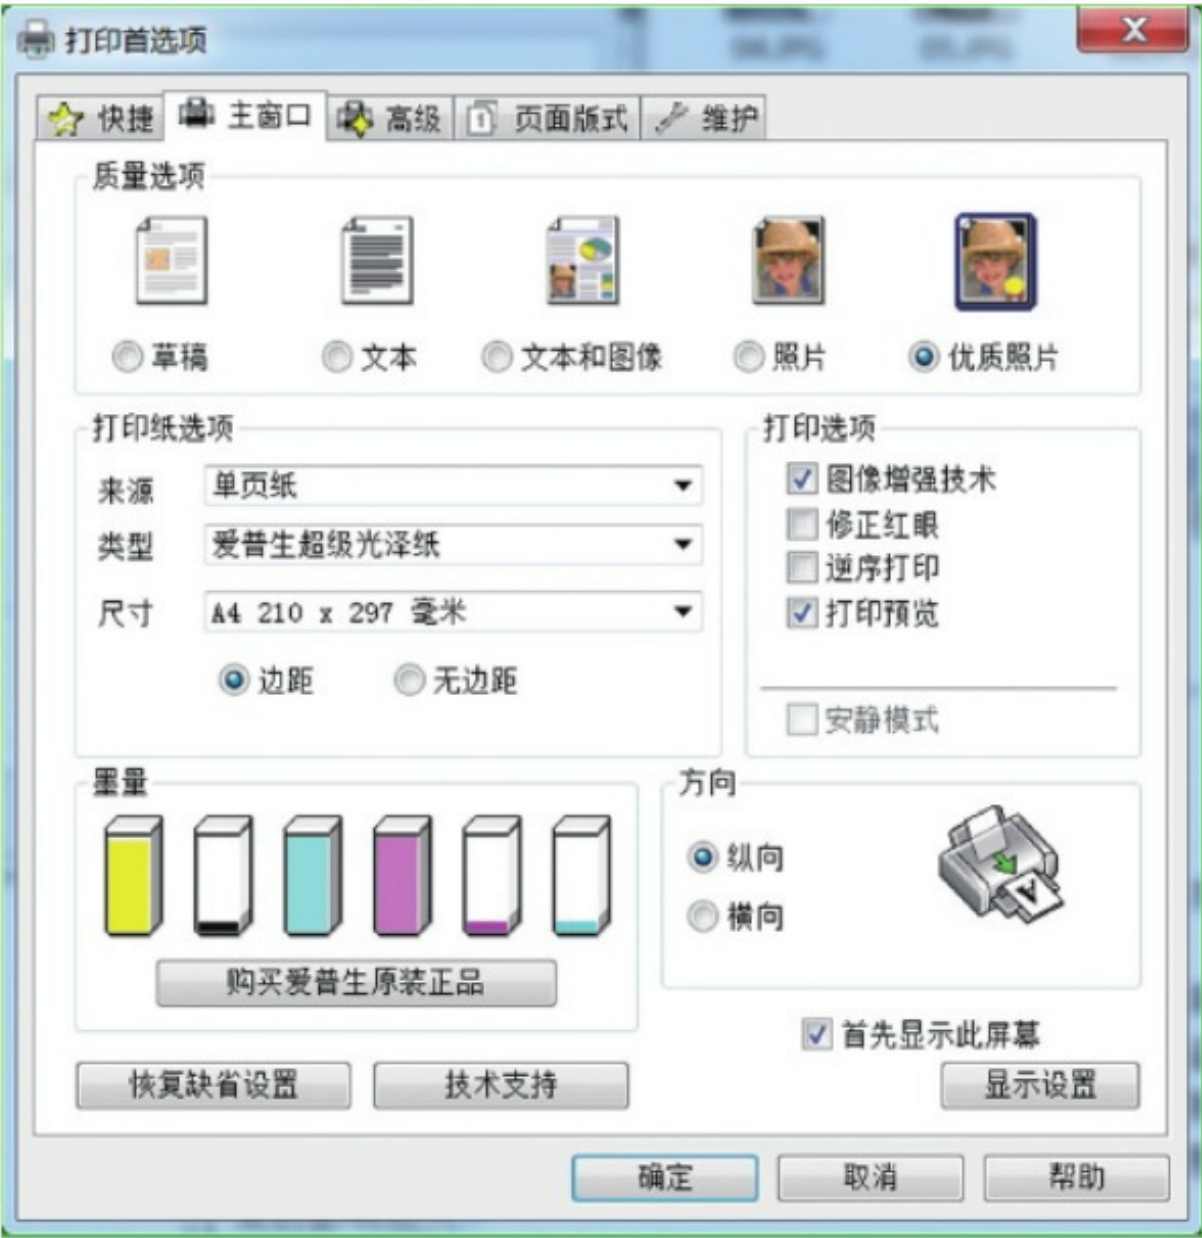 打印首选项
快捷 主窗口 高级 页面版式 维护
质量选项
草稿 文本 文本和图像 照片 优质照片
打印纸选项
来源 单页纸
类型 爱普生超级光泽纸
尺寸 A4 210 x 297 毫米
边距 无边距
打印选项
图像增强技术
修正红眼
逆序打印
打印预览
安静模式
墨量
购买爱普生原装正品
方向
纵向
横向
A
首先显示此屏幕
恢复缺省设置 技术支持 显示设置
确定 取消 帮助